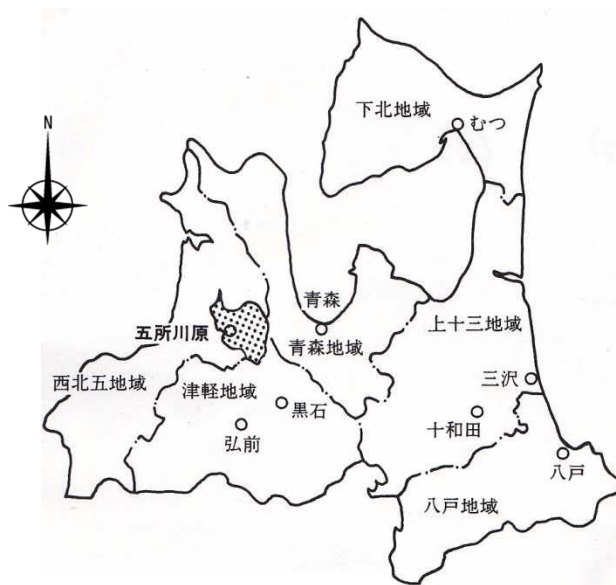 下北地域
むつ
N
青森
五所川原
青森地域
上十三地域
西北五地域
津軽地域
三沢
黒石
十和田
弘前
八戸
八戸地域